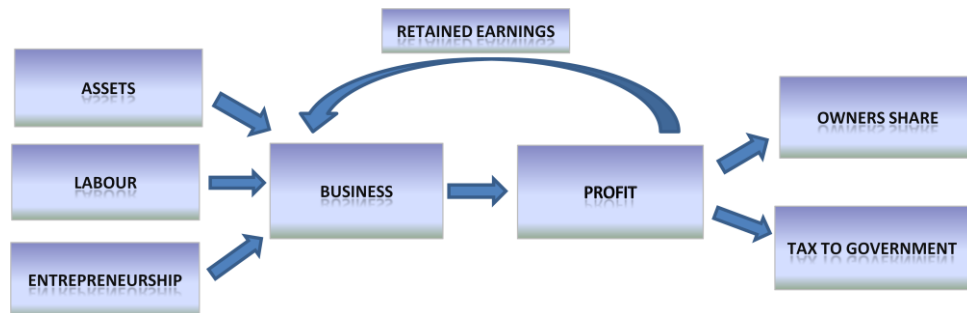 RETAINED EARNINGS
ASSETS
OWNERS SHARE
LABOUR
BUSINESS
PROFIT
TAX TO GOVERNMENT
ENTREPRENEURSHIP